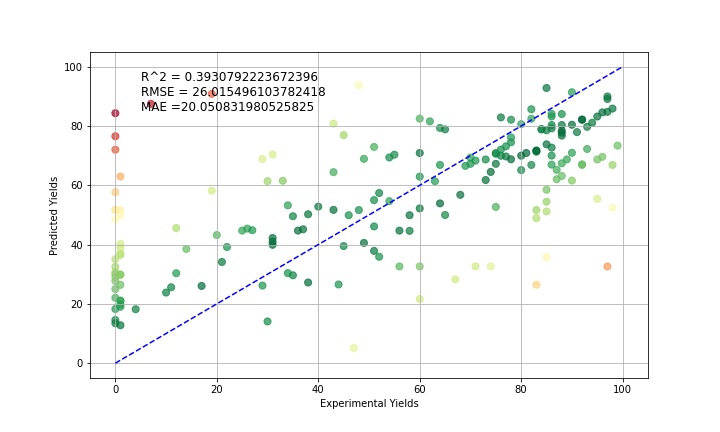 R^2 = 0.3930792223672396
RMSE = 26.015496103782418
MAE =20.050831980525825
100
80
60
40
20
0
Predicted Yields
0
20
40
60
80
100
Experimental Yields